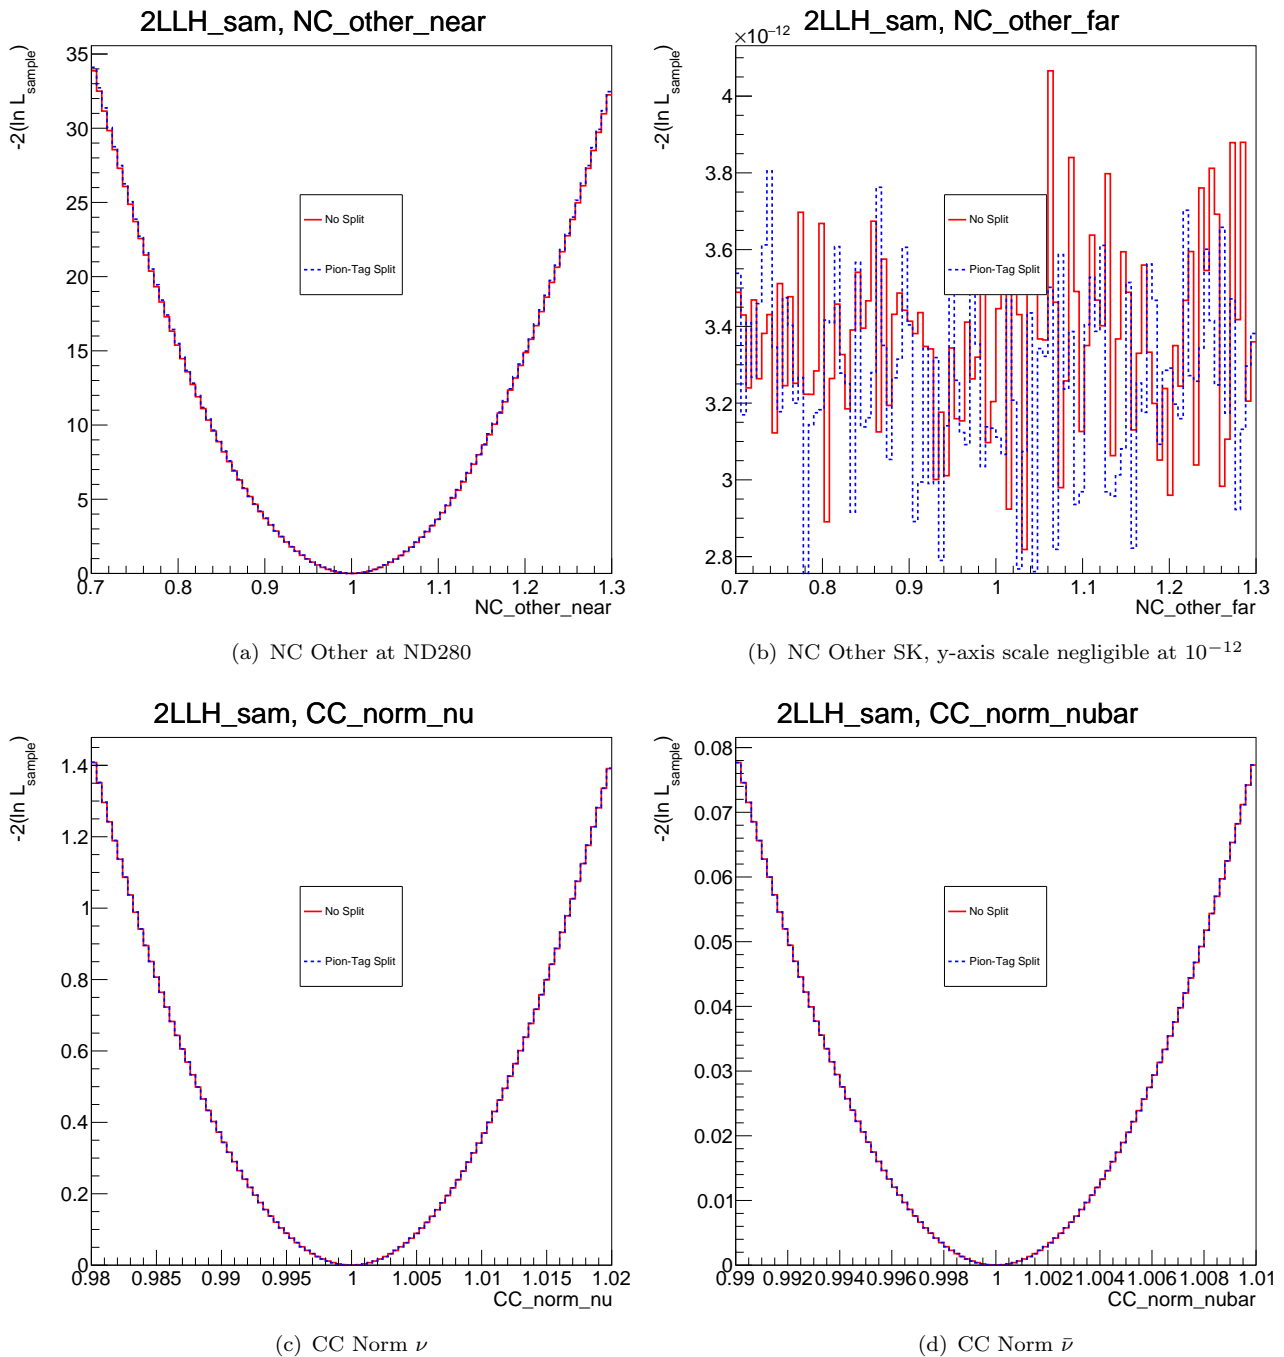 2LLH_sam, NC_other_near
-2(ln L_sample)
35
30
25
20
15
10
5
0
No Split
Pion-Tag Split
0.7 0.8 0.9 1 1.1 1.2 1.3
NC_other_near
(a) NC Other at ND280
2LLH_sam, NC_other_far
×10⁻¹²
-2(ln L_sample)
4
3.8
3.6
3.4
3.2
3
2.8
No Split
Pion-Tag Split
0.7 0.8 0.9 1 1.1 1.2 1.3
NC_other_far
(b) NC Other SK, y-axis scale negligible at 10⁻¹²
2LLH_sam, CC_norm_nu
-2(ln L_sample)
1.4
1.2
1
0.8
0.6
0.4
0.2
0
No Split
Pion-Tag Split
0.98 0.985 0.99 0.995 1 1.005 1.01 1.015 1.02
CC_norm_nu
(c) CC Norm ν
2LLH_sam, CC_norm_nubar
-2(ln L_sample)
0.08
0.07
0.06
0.05
0.04
0.03
0.02
0.01
0
No Split
Pion-Tag Split
0.99 0.992 0.994 0.996 0.998 1 1.002 1.004 1.006 1.008 1.01
CC_norm_nubar
(d) CC Norm ν̄